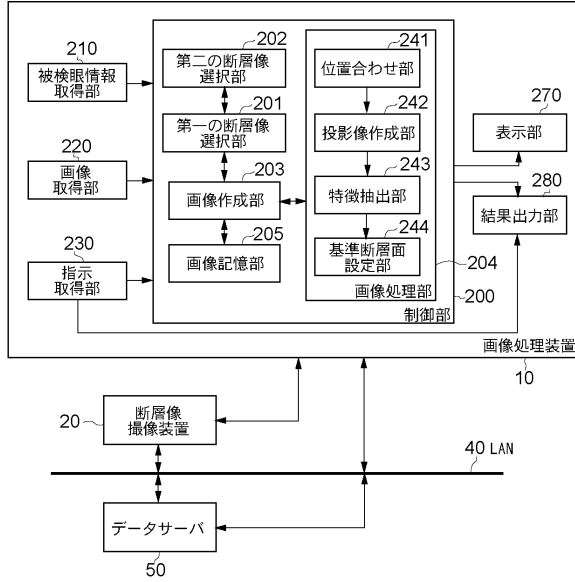 210
被検眼情報
取得部
220
画像
取得部
230
指示
取得部
202
第二の断層像
選択部
201
第一の断層像
選択部
203
画像作成部
205
画像記憶部
241
位置合わせ部
242
投影像作成部
243
特徴抽出部
244
基準断層面
設定部
画像処理部
204
制御部
200
270
表示部
280
結果出力部
画像処理装置
10
20
断層像
撮像装置
40 LAN
データサーバ
50